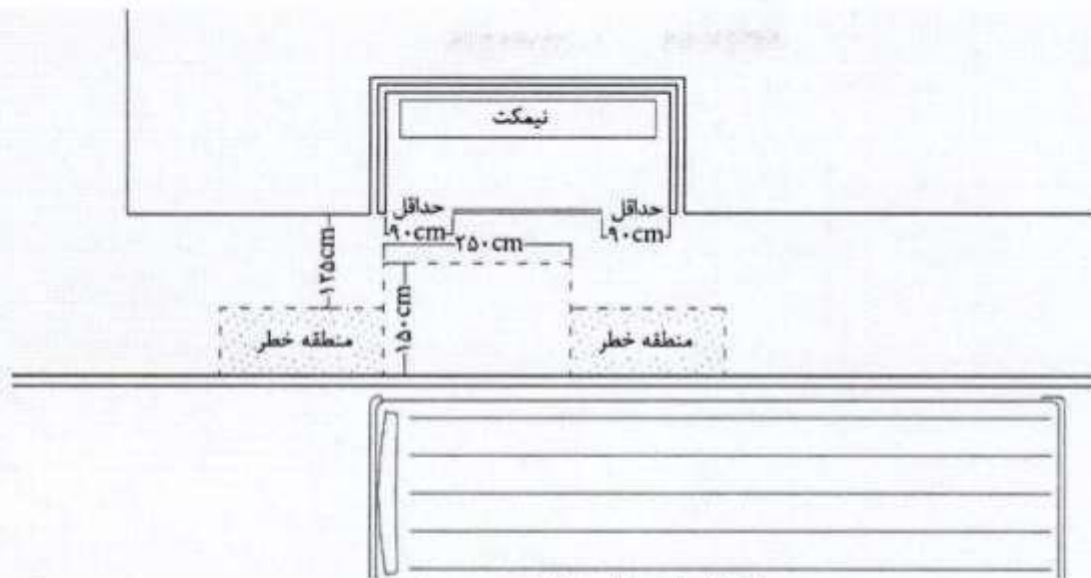 نیمکت
حداقل
۹۰cm
حداقل
۹۰cm
۲۵۰cm
۱۲۵cm
۱۵۰cm
منطقه خطر
منطقه خطر